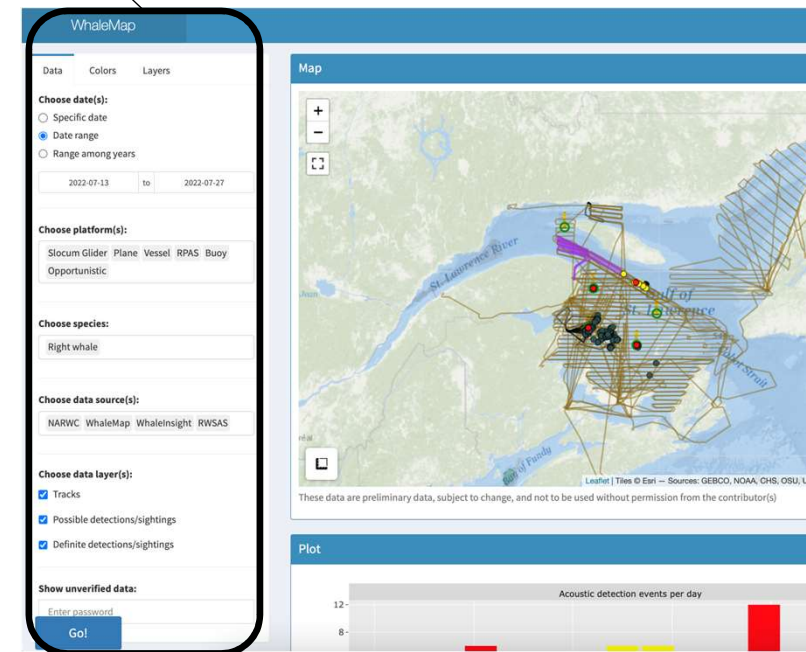 WhaleMap
Data Colors Layers
Choose date(s):
Specific date
Date range
Range among years
2022-07-13 to 2022-07-27
Choose platform(s):
Slocum Glider Plane Vessel RPAS Buoy
Opportunistic
Choose species:
Right whale
Choose data source(s):
NARWC WhaleMap WhaleInsight RWSAS
Choose data layer(s):
Tracks
Possible detections/sightings
Definite detections/sightings
Show unverified data:
Enter password
Go!
Map
+
−
St. Lawrence River
Gulf of
St. Lawrence
Cabot Strait
Bay of Fundy
Leaflet | Tiles © Esri — Sources: GEBCO, NOAA, CHS, OSU, U
These data are preliminary data, subject to change, and not to be used without permission from the contributor(s)
Plot
Acoustic detection events per day
12
8